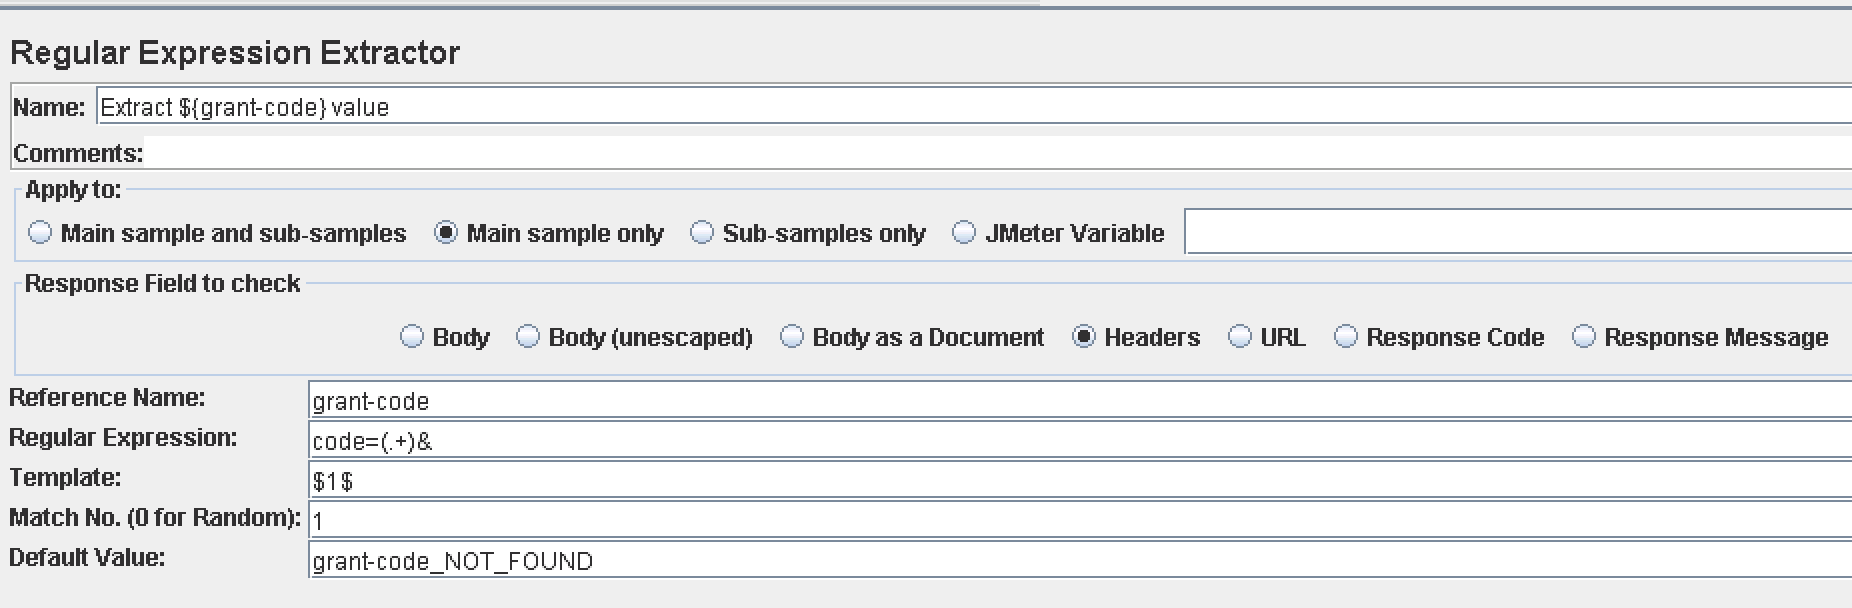 Regular Expression Extractor
Name: Extract ${grant-code} value
Comments:
Apply to:
Main sample and sub-samples Main sample only Sub-samples only JMeter Variable
Response Field to check
Body Body (unescaped) Body as a Document Headers URL Response Code Response Message
Reference Name: grant-code
Regular Expression: code=(.+)&
Template: $1$
Match No. (0 for Random): 1
Default Value: grant-code_NOT_FOUND